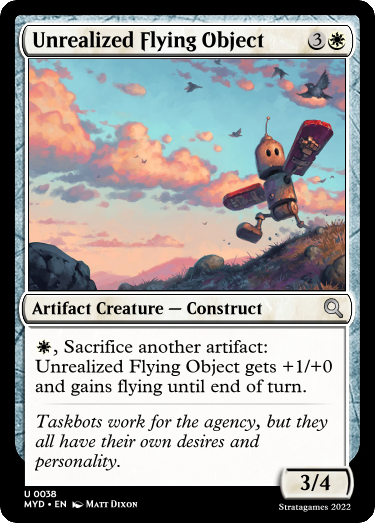 Unrealized Flying Object 3
Artifact Creature — Construct
, Sacrifice another artifact:
Unrealized Flying Object gets +1/+0
and gains flying until end of turn.
Taskbots work for the agency, but they
all have their own desires and
personality.
3/4
U 0038
MYD • EN Matt Dixon
Stratagames 2022